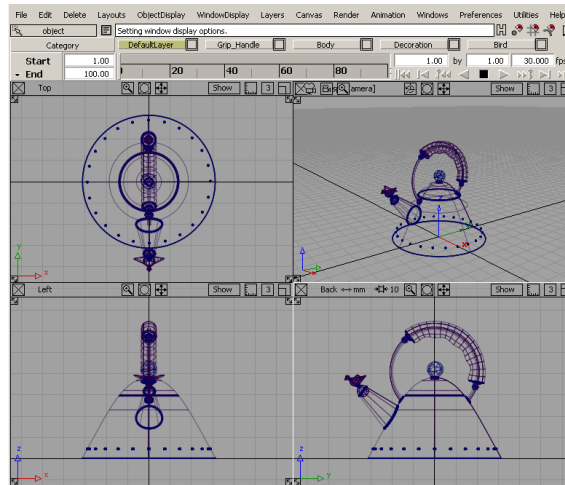 File Edit Delete Layouts ObjectDisplay WindowDisplay Layers Canvas Render Animation Windows Preferences Utilities Help
object Setting window display options.
Category DefaultLayer Grip_Handle Body Decoration Bird
Start 1.00 1.00 by 1.00 30.000 fps
End 100.00 20 40 60 80
Top Show 3 amera] Show 3
z
y
x
x
Left Show 3 Back mm 10 Show 3
z z
x y